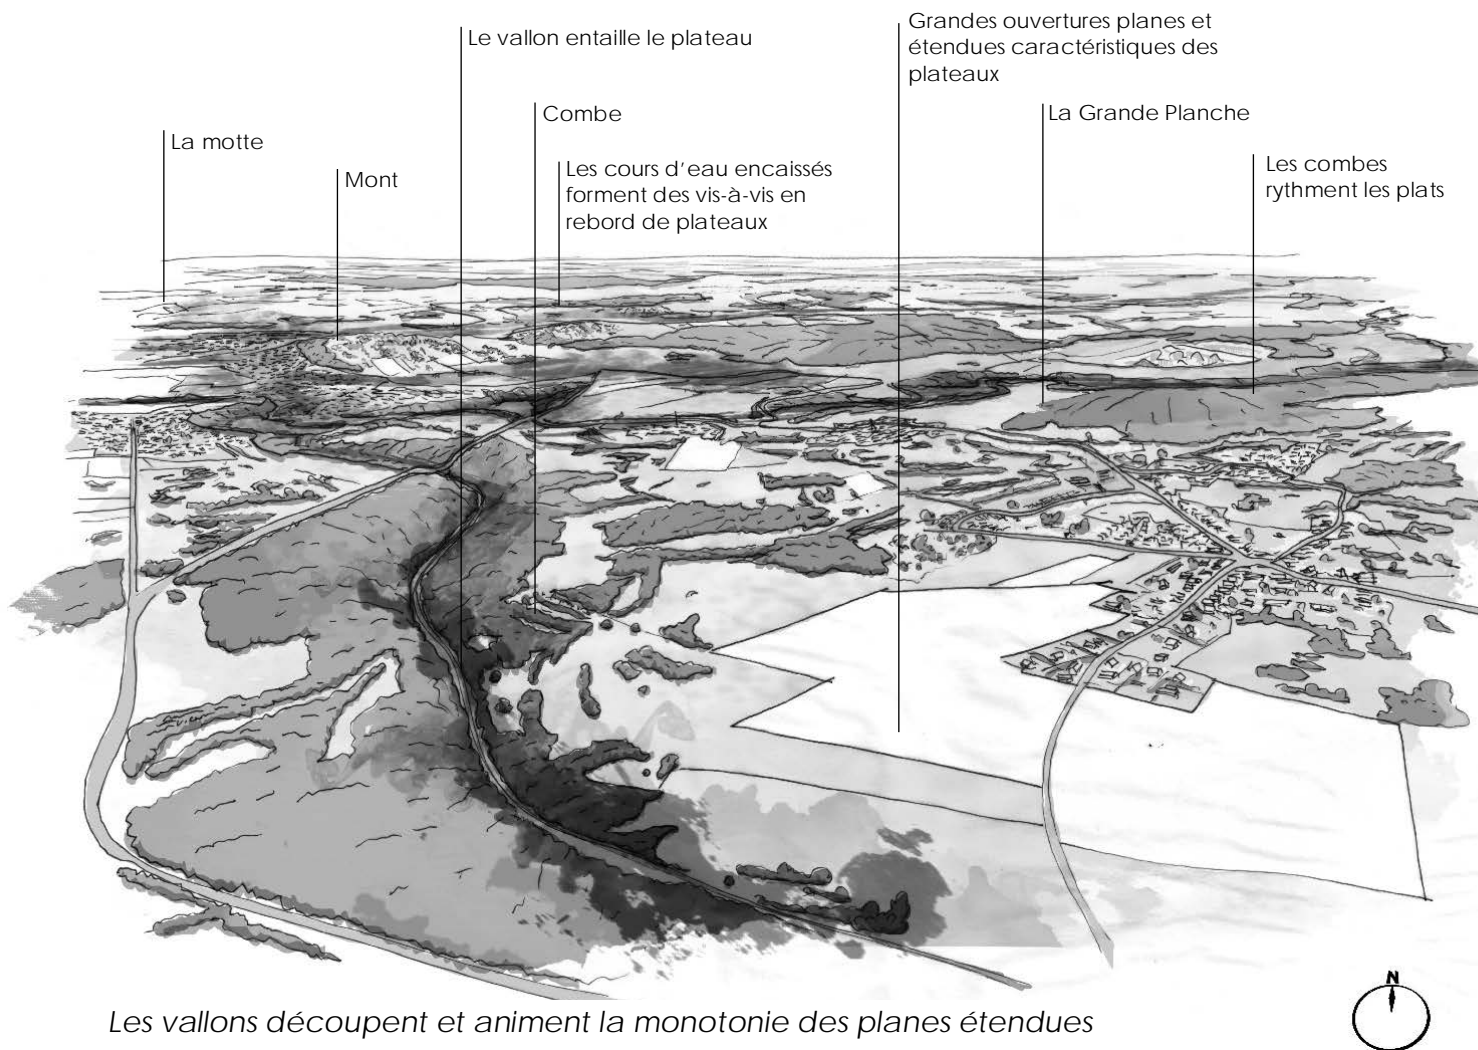 Le vallon entaille le plateau
Grandes ouvertures planes et
étendues caractéristiques des
plateaux
Combe
La Grande Planche
La motte
Mont
Les cours d'eau encaissés
forment des vis-à-vis en
rebord de plateaux
Les combes
rythment les plats
N
Les vallons découpent et animent la monotonie des planes étendues